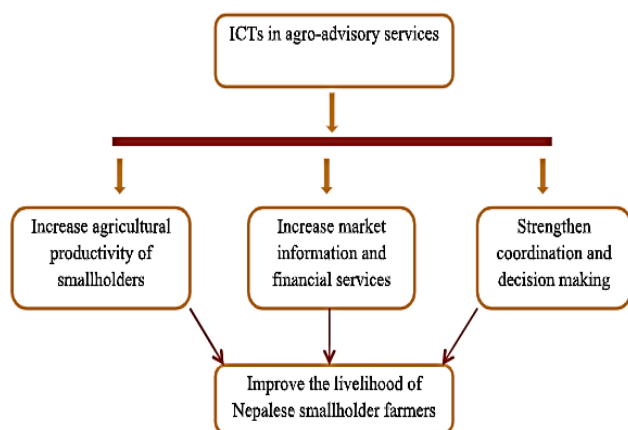 ICTs in agro-advisory services
Increase agricultural
productivity of
smallholders
Increase market
information and
financial services
Strengthen
coordination and
decision making
Improve the livelihood of
Nepalese smallholder farmers